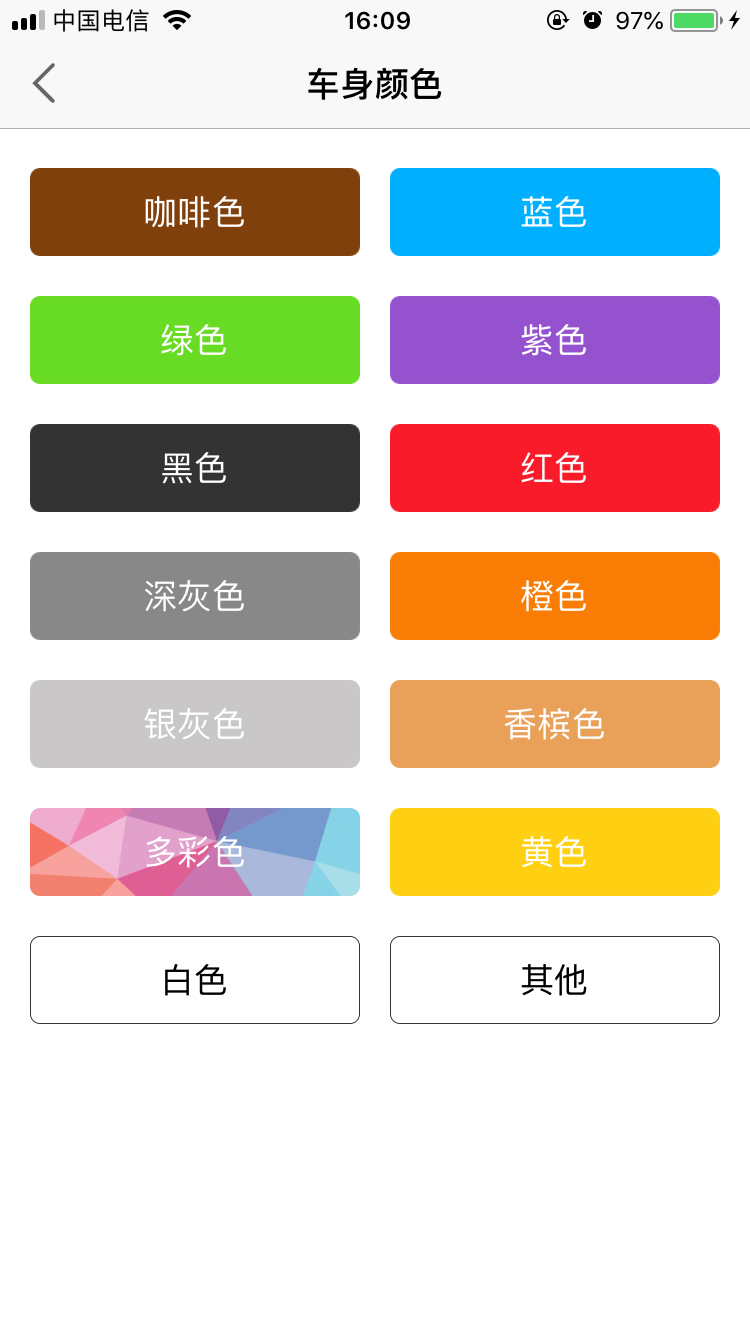 中国电信 16:09 97%
车身颜色
咖啡色 蓝色
绿色 紫色
黑色 红色
深灰色 橙色
银灰色 香槟色
多彩色 黄色
白色 其他